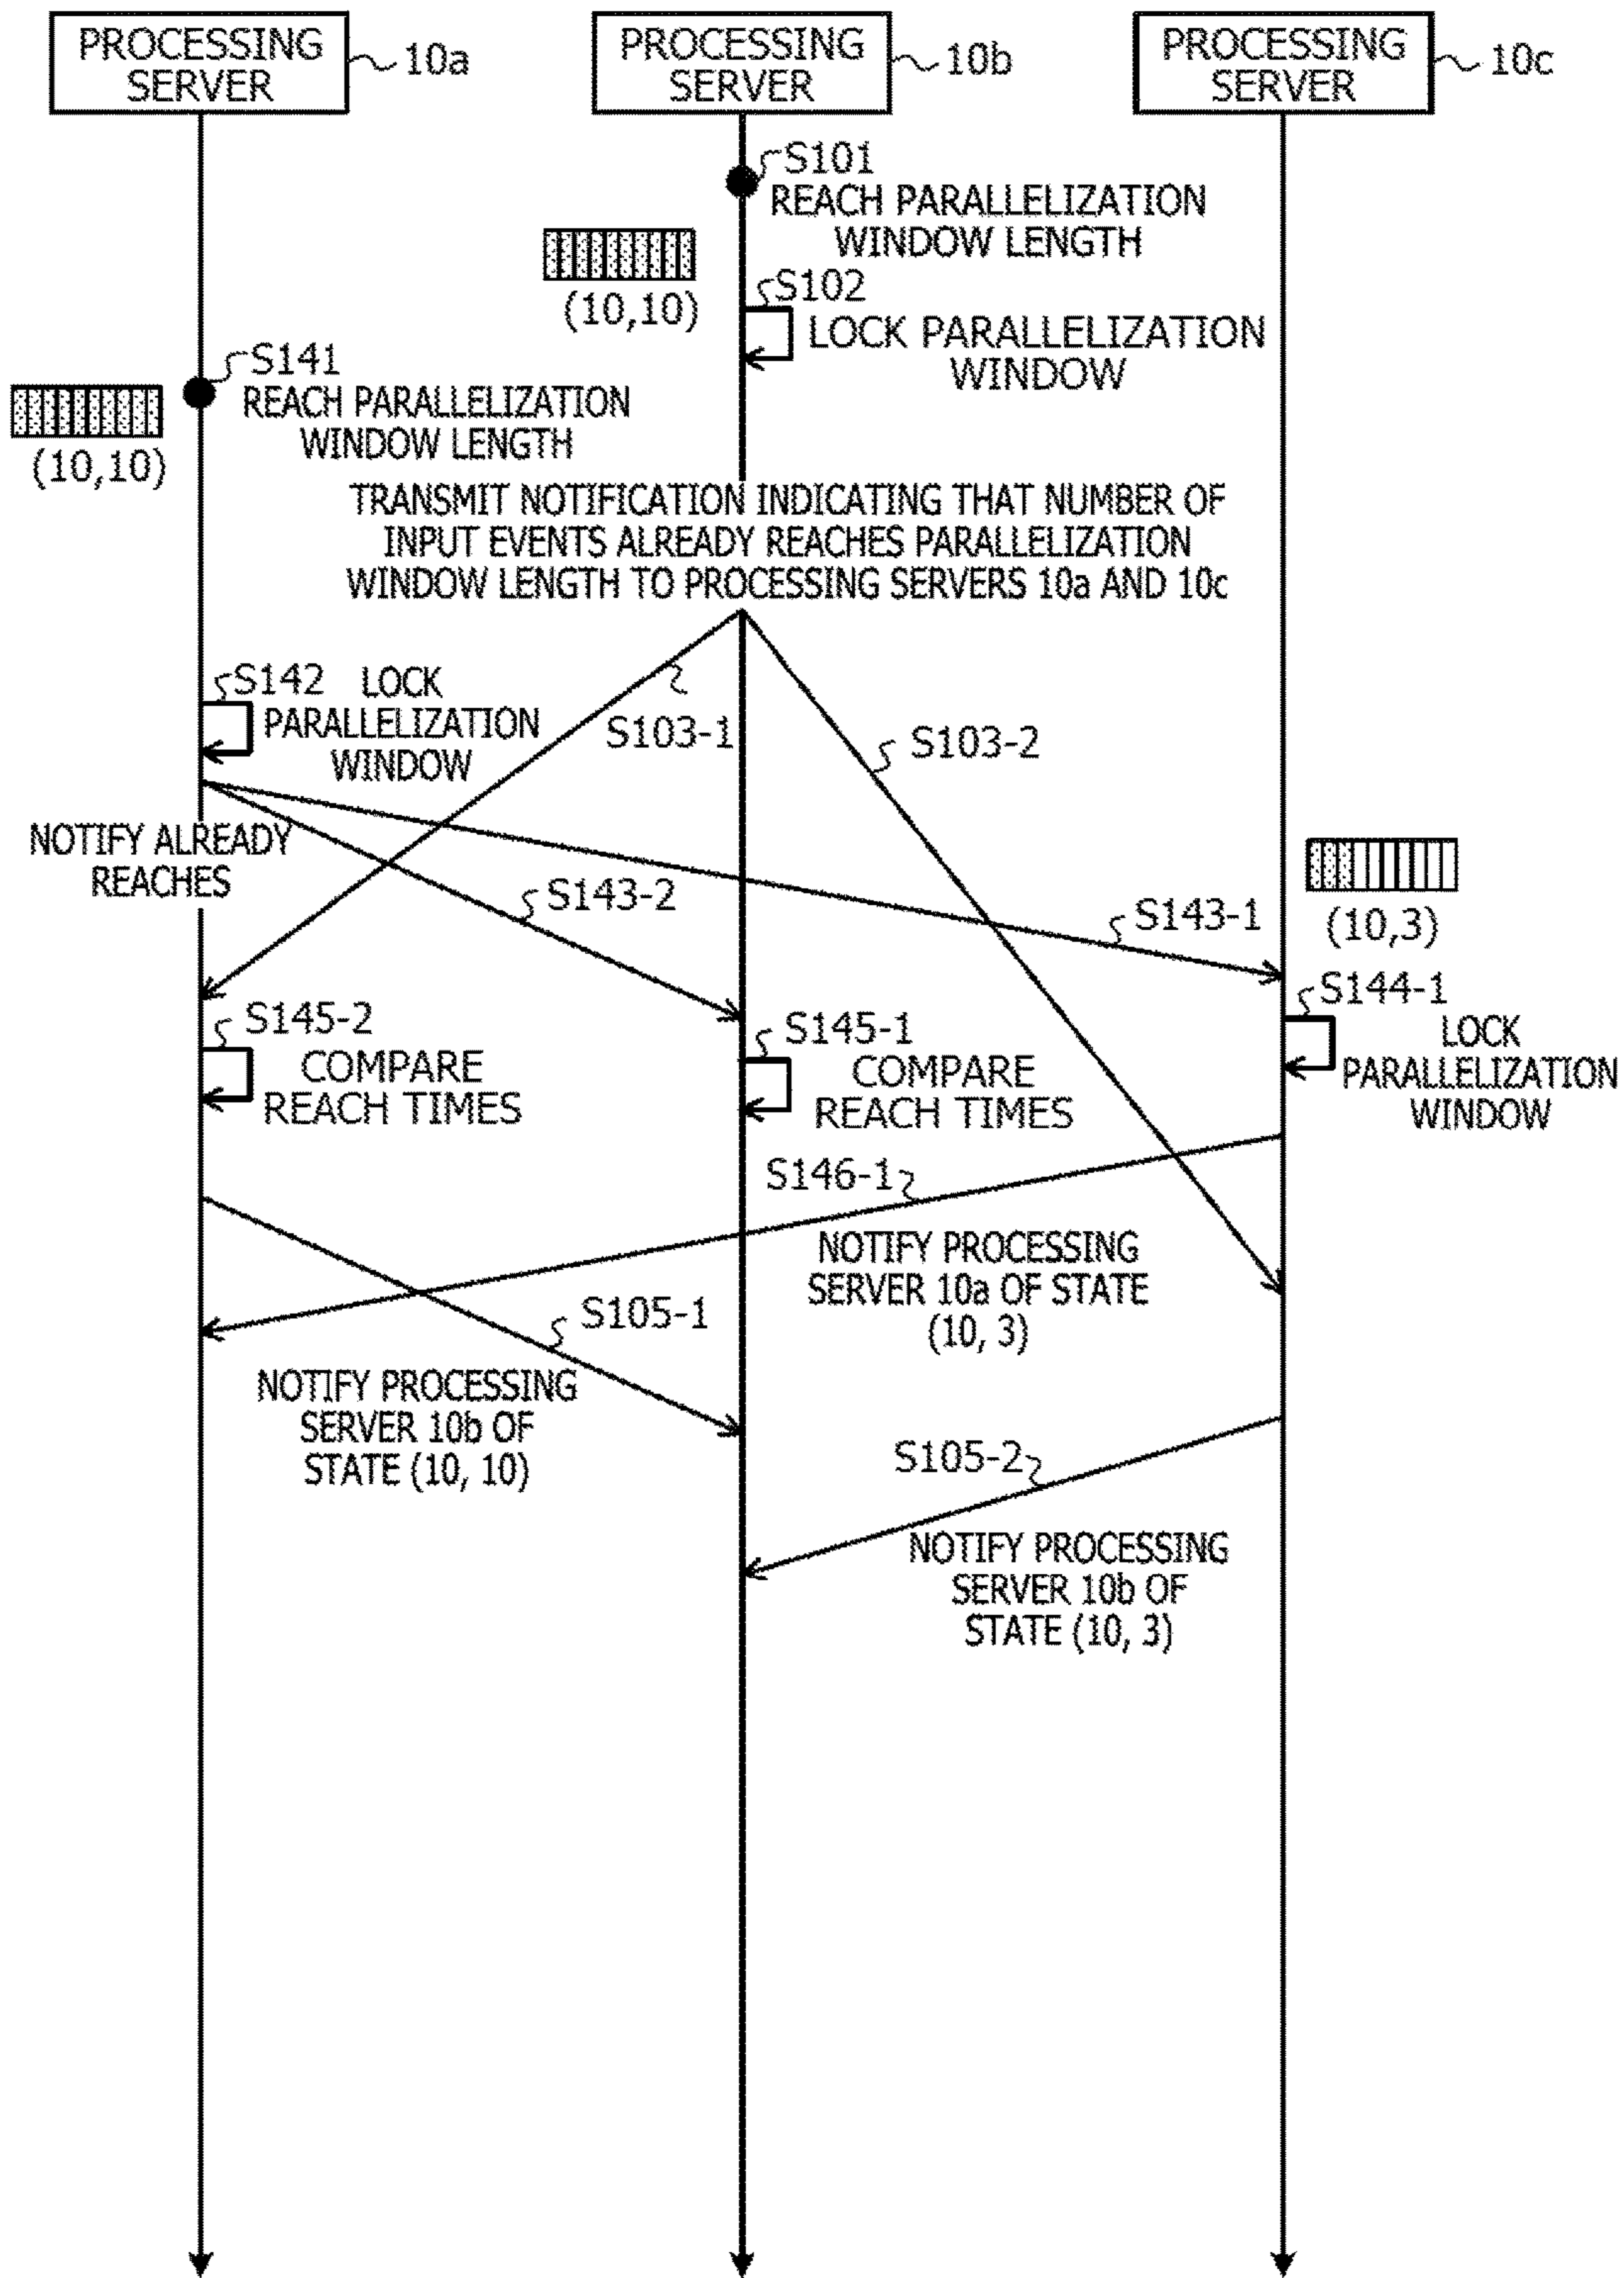 PROCESSING
SERVER
10a
PROCESSING
SERVER
10b
PROCESSING
SERVER
10c
S101
REACH PARALLELIZATION
WINDOW LENGTH
(10,10)
S102
LOCK PARALLELIZATION
WINDOW
S141
REACH PARALLELIZATION
WINDOW LENGTH
(10,10)
TRANSMIT NOTIFICATION INDICATING THAT NUMBER OF
INPUT EVENTS ALREADY REACHES PARALLELIZATION
WINDOW LENGTH TO PROCESSING SERVERS 10a AND 10c
S142
LOCK
PARALLELIZATION
WINDOW
S103-1
S103-2
NOTIFY ALREADY
REACHES
S143-2
S143-1
(10,3)
S144-1
LOCK
PARALLELIZATION
WINDOW
S145-2
COMPARE
REACH TIMES
S145-1
COMPARE
REACH TIMES
S146-1
NOTIFY PROCESSING
SERVER 10a OF STATE
(10, 3)
S105-1
NOTIFY PROCESSING
SERVER 10b OF
STATE (10, 10)
S105-2
NOTIFY PROCESSING
SERVER 10b OF
STATE (10, 3)